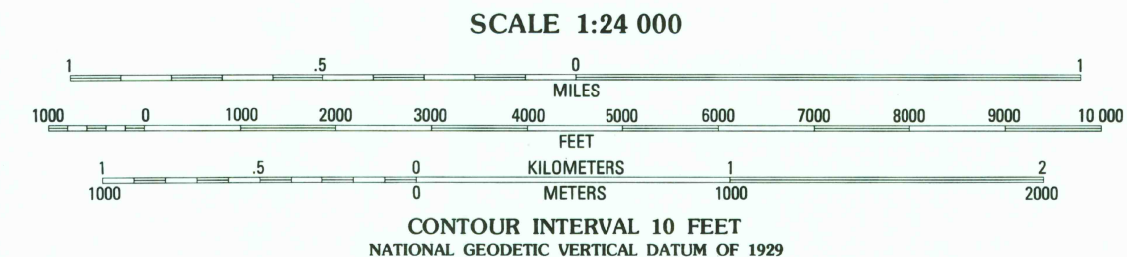 SCALE 1:24 000
1 .5 0 1
MILES
1000 0 1000 2000 3000 4000 5000 6000 7000 8000 9000 10 000
FEET
1 .5 0 KILOMETERS 1 2
1000 0 METERS 1000 2000
CONTOUR INTERVAL 10 FEET
NATIONAL GEODETIC VERTICAL DATUM OF 1929